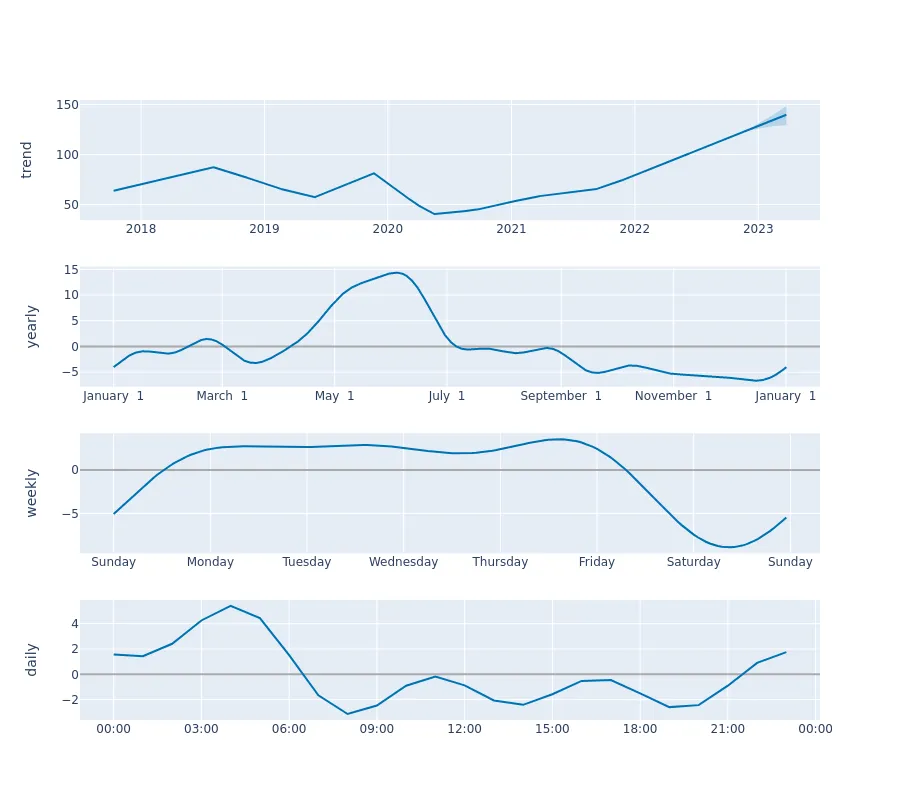 trend
150
100
50
2018 2019 2020 2021 2022 2023
yearly
15
10
5
0
−5
January 1 March 1 May 1 July 1 September 1 November 1 January 1
weekly
0
−5
Sunday Monday Tuesday Wednesday Thursday Friday Saturday Sunday
daily
4
2
0
−2
00:00 03:00 06:00 09:00 12:00 15:00 18:00 21:00 00:00